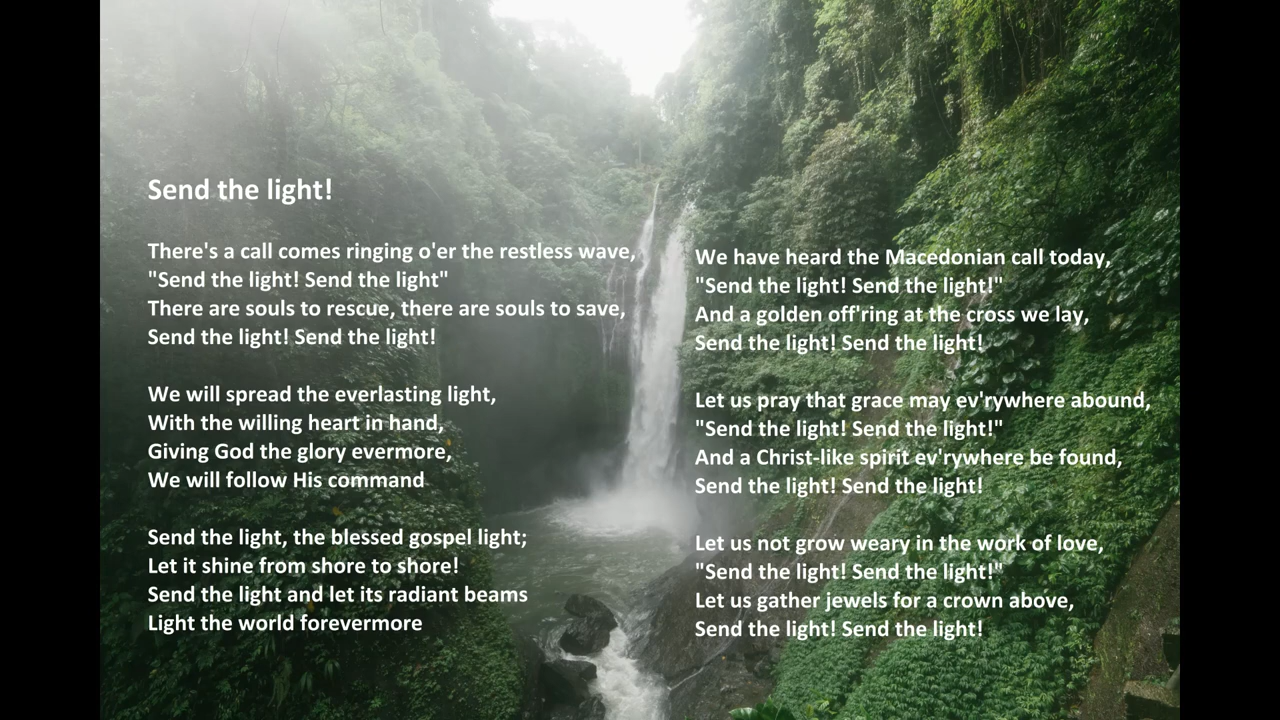 Send the light!
There's a call comes ringing o'er the restless wave,
"Send the light! Send the light"
There are souls to rescue, there are souls to save,
Send the light! Send the light!
We will spread the everlasting light,
With the willing heart in hand,
Giving God the glory evermore,
We will follow His command
Send the light, the blessed gospel light;
Let it shine from shore to shore!
Send the light and let its radiant beams
Light the world forevermore
We have heard the Macedonian call today,
"Send the light! Send the light!"
And a golden off'ring at the cross we lay,
Send the light! Send the light!
Let us pray that grace may ev'rywhere abound,
"Send the light! Send the light!"
And a Christ-like spirit ev'rywhere be found,
Send the light! Send the light!
Let us not grow weary in the work of love,
"Send the light! Send the light!"
Let us gather jewels for a crown above,
Send the light! Send the light!